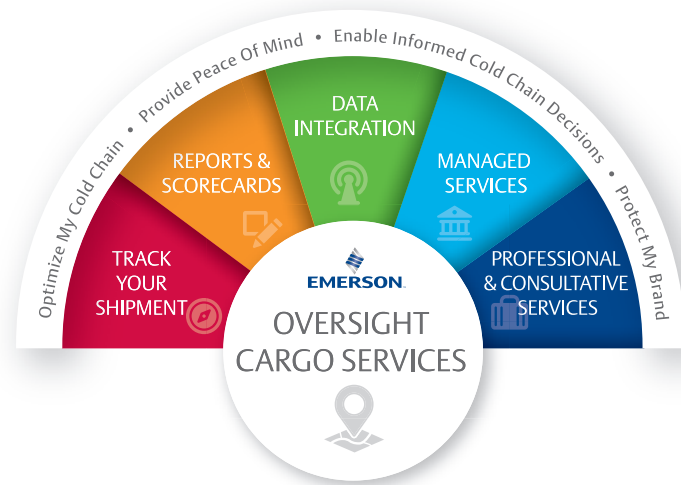 Optimize My Cold Chain • Provide Peace Of Mind • Enable Informed Cold Chain Decisions • Protect My Brand
TRACK
YOUR
SHIPMENT
REPORTS &
SCORECARDS
DATA
INTEGRATION
MANAGED
SERVICES
PROFESSIONAL
& CONSULTATIVE
SERVICES
EMERSON
OVERSIGHT
CARGO SERVICES